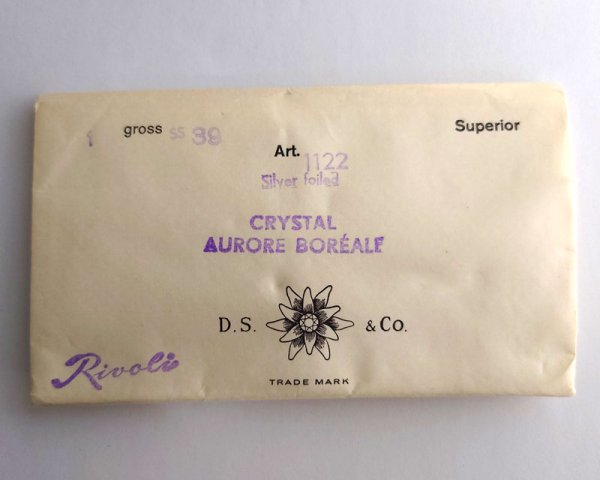 1 gross ss 39 Superior
Art. 1122
Silver foiled
CRYSTAL
AURORE BORÉALE
D.S. & Co.
Rivoli
TRADE MARK